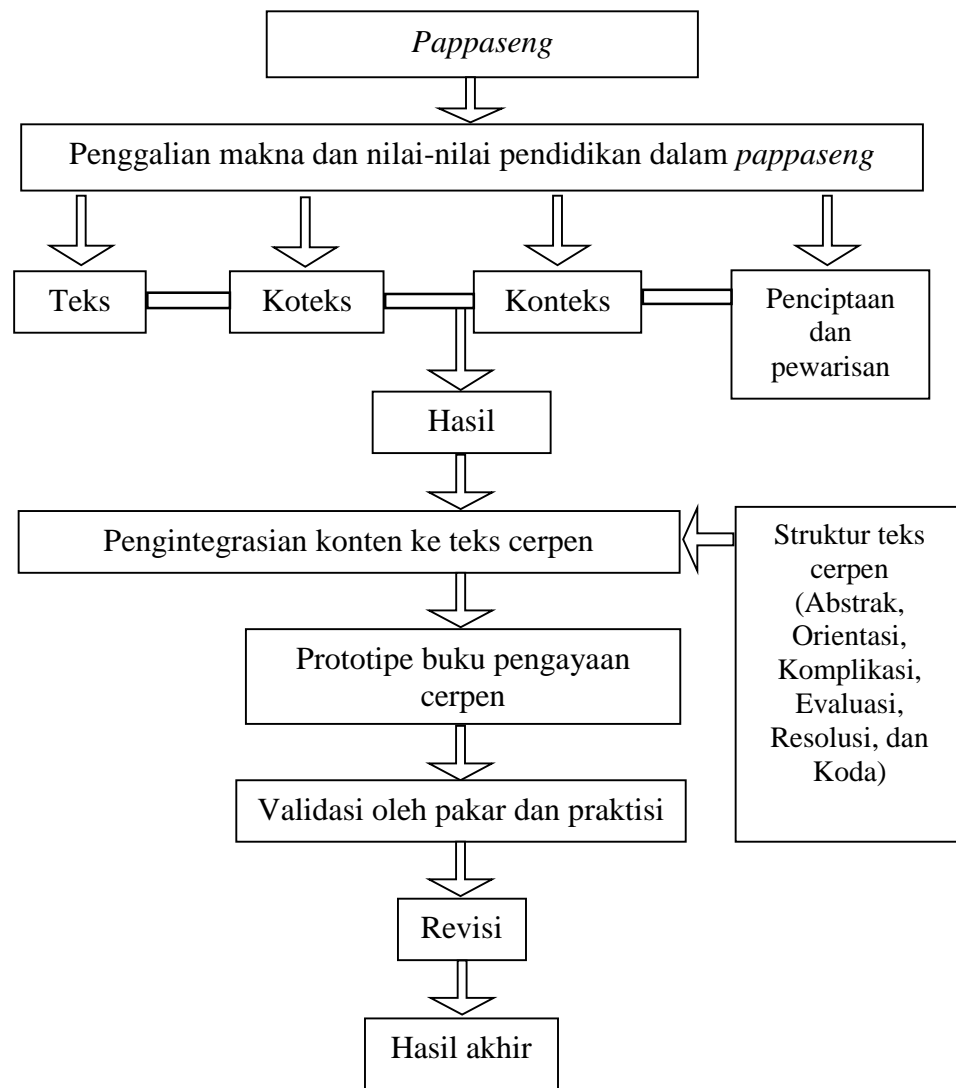 Pappaseng
Penggalian makna dan nilai-nilai pendidikan dalam pappaseng
Teks
Koteks
Konteks
Penciptaan
dan
pewarisan
Hasil
Pengintegrasian konten ke teks cerpen
Struktur teks
cerpen
(Abstrak,
Orientasi,
Komplikasi,
Evaluasi,
Resolusi, dan
Koda)
Prototipe buku pengayaan
cerpen
Validasi oleh pakar dan praktisi
Revisi
Hasil akhir